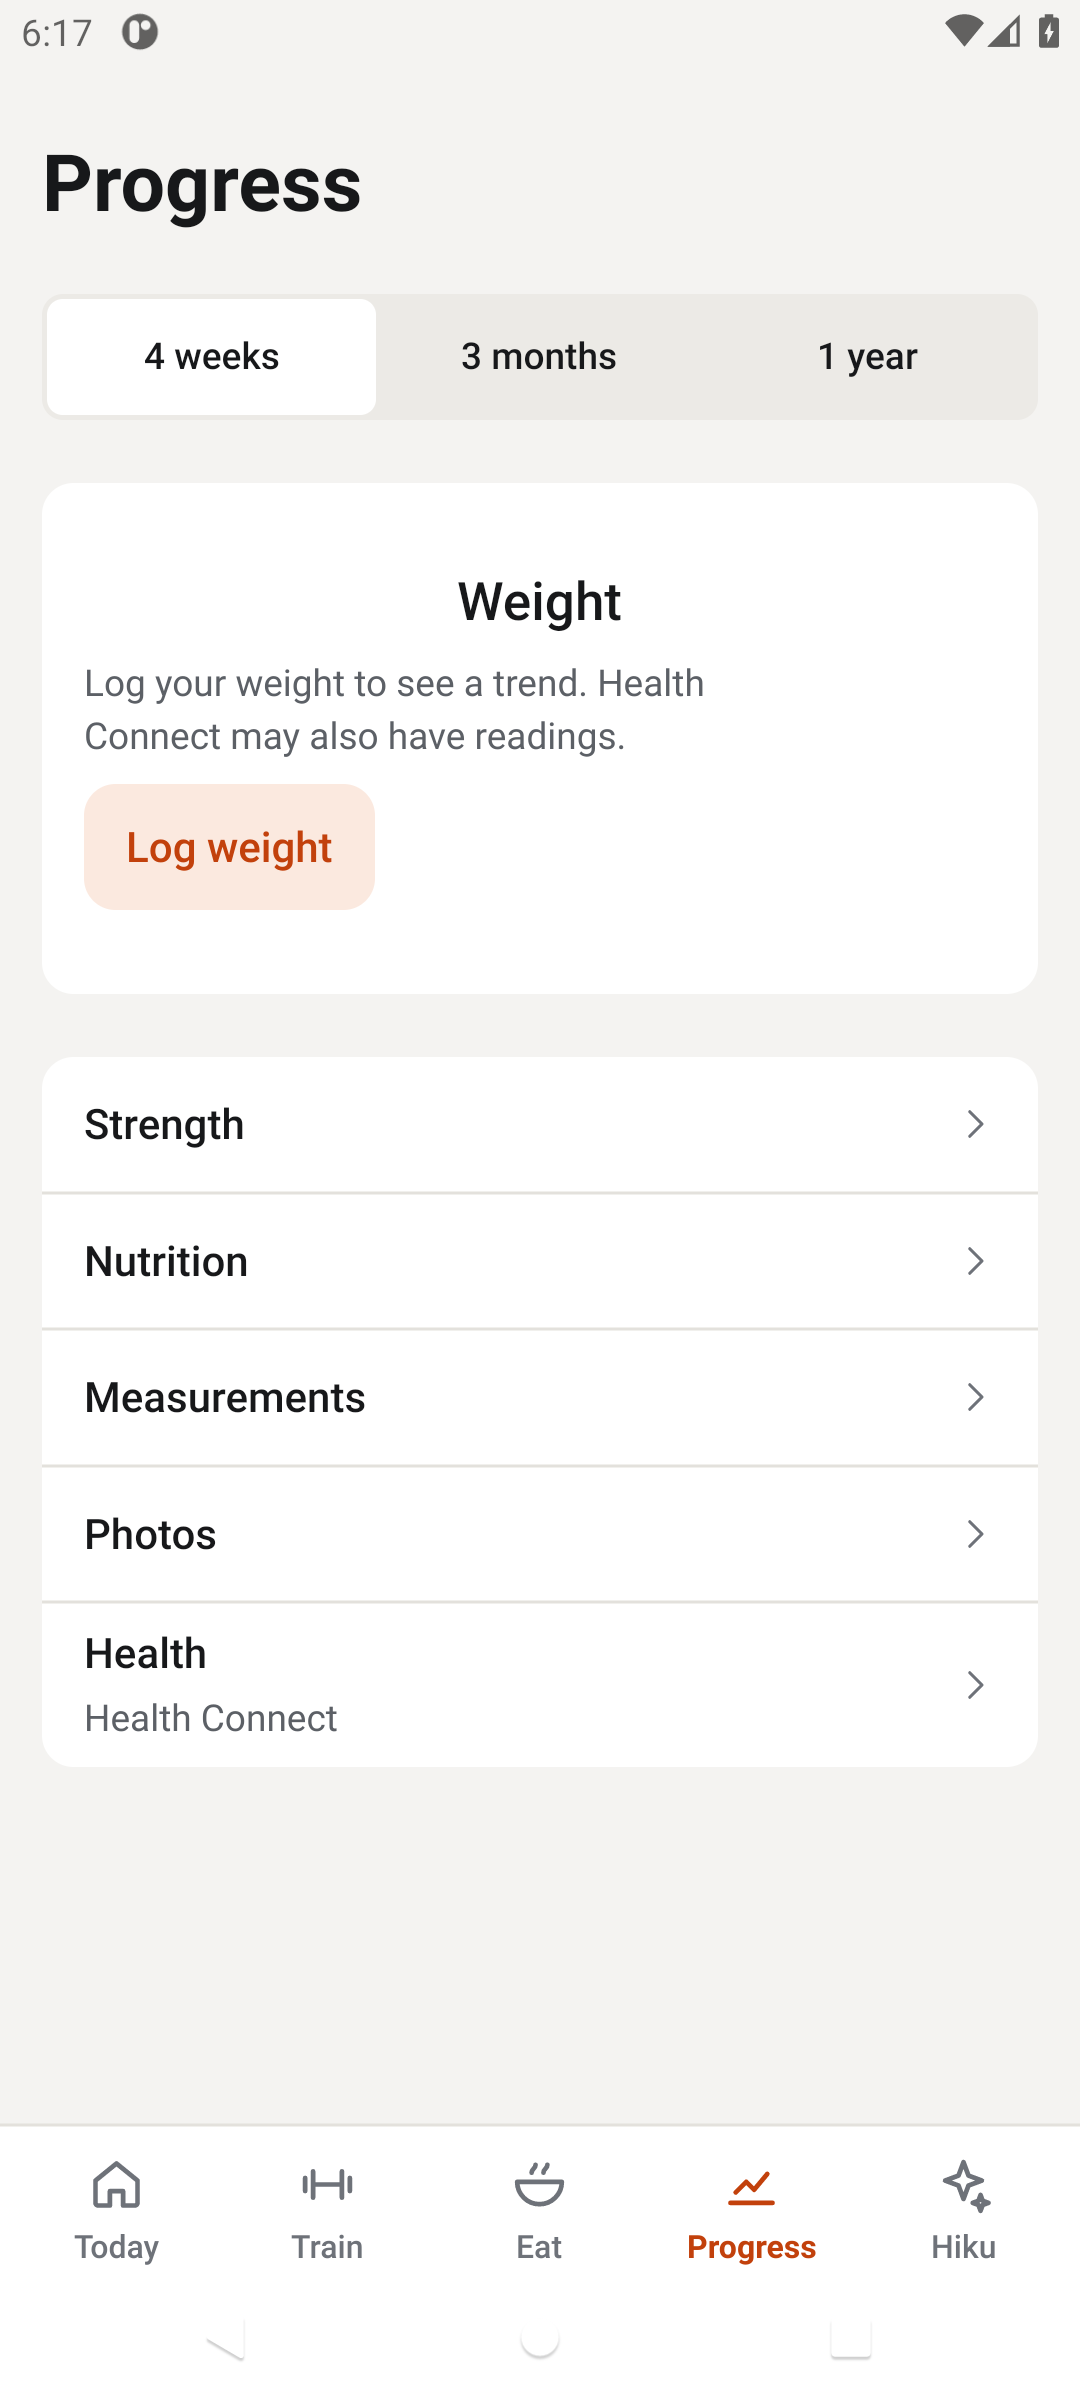 6:17
Progress
4 weeks
3 months
1 year
Weight
Log your weight to see a trend. Health
Connect may also have readings.
Log weight
Strength
Nutrition
Measurements
Photos
Health
Health Connect
Today
Train
Eat
Progress
Hiku